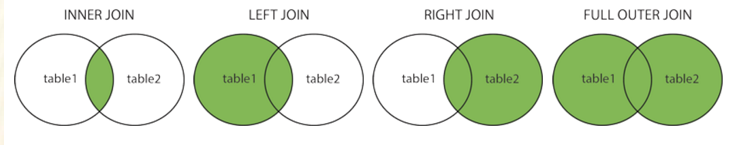 INNER JOIN
LEFT JOIN
RIGHT JOIN
FULL OUTER JOIN
table1
table2
table1
table2
table1
table2
table1
table2